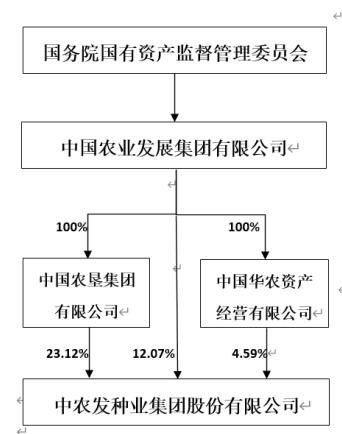 国务院国有资产监督管理委员会
中国农业发展集团有限公司
100%
100%
中国农垦集团
有限公司
中国华农资产
经营有限公司
23.12%
12.07%
4.59%
中农发种业集团股份有限公司